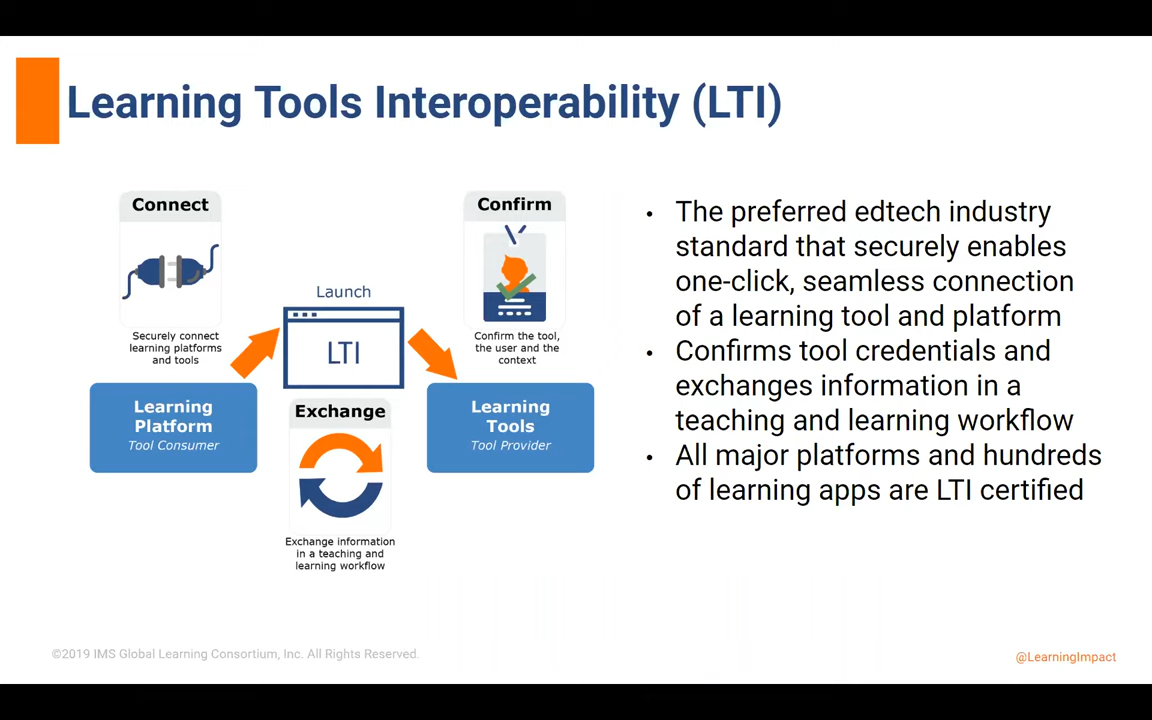 Learning Tools Interoperability (LTI)
Connect
Securely connect
learning platforms
and tools
Learning
Platform
Tool Consumer
Launch
LTI
Exchange
Exchange information
in a teaching and
learning workflow
Confirm
Confirm the tool,
the user and the
context
Learning
Tools
Tool Provider
• The preferred edtech industry
standard that securely enables
one-click, seamless connection
of a learning tool and platform
• Confirms tool credentials and
exchanges information in a
teaching and learning workflow
• All major platforms and hundreds
of learning apps are LTI certified
©2019 IMS Global Learning Consortium, Inc. All Rights Reserved.
@LearningImpact